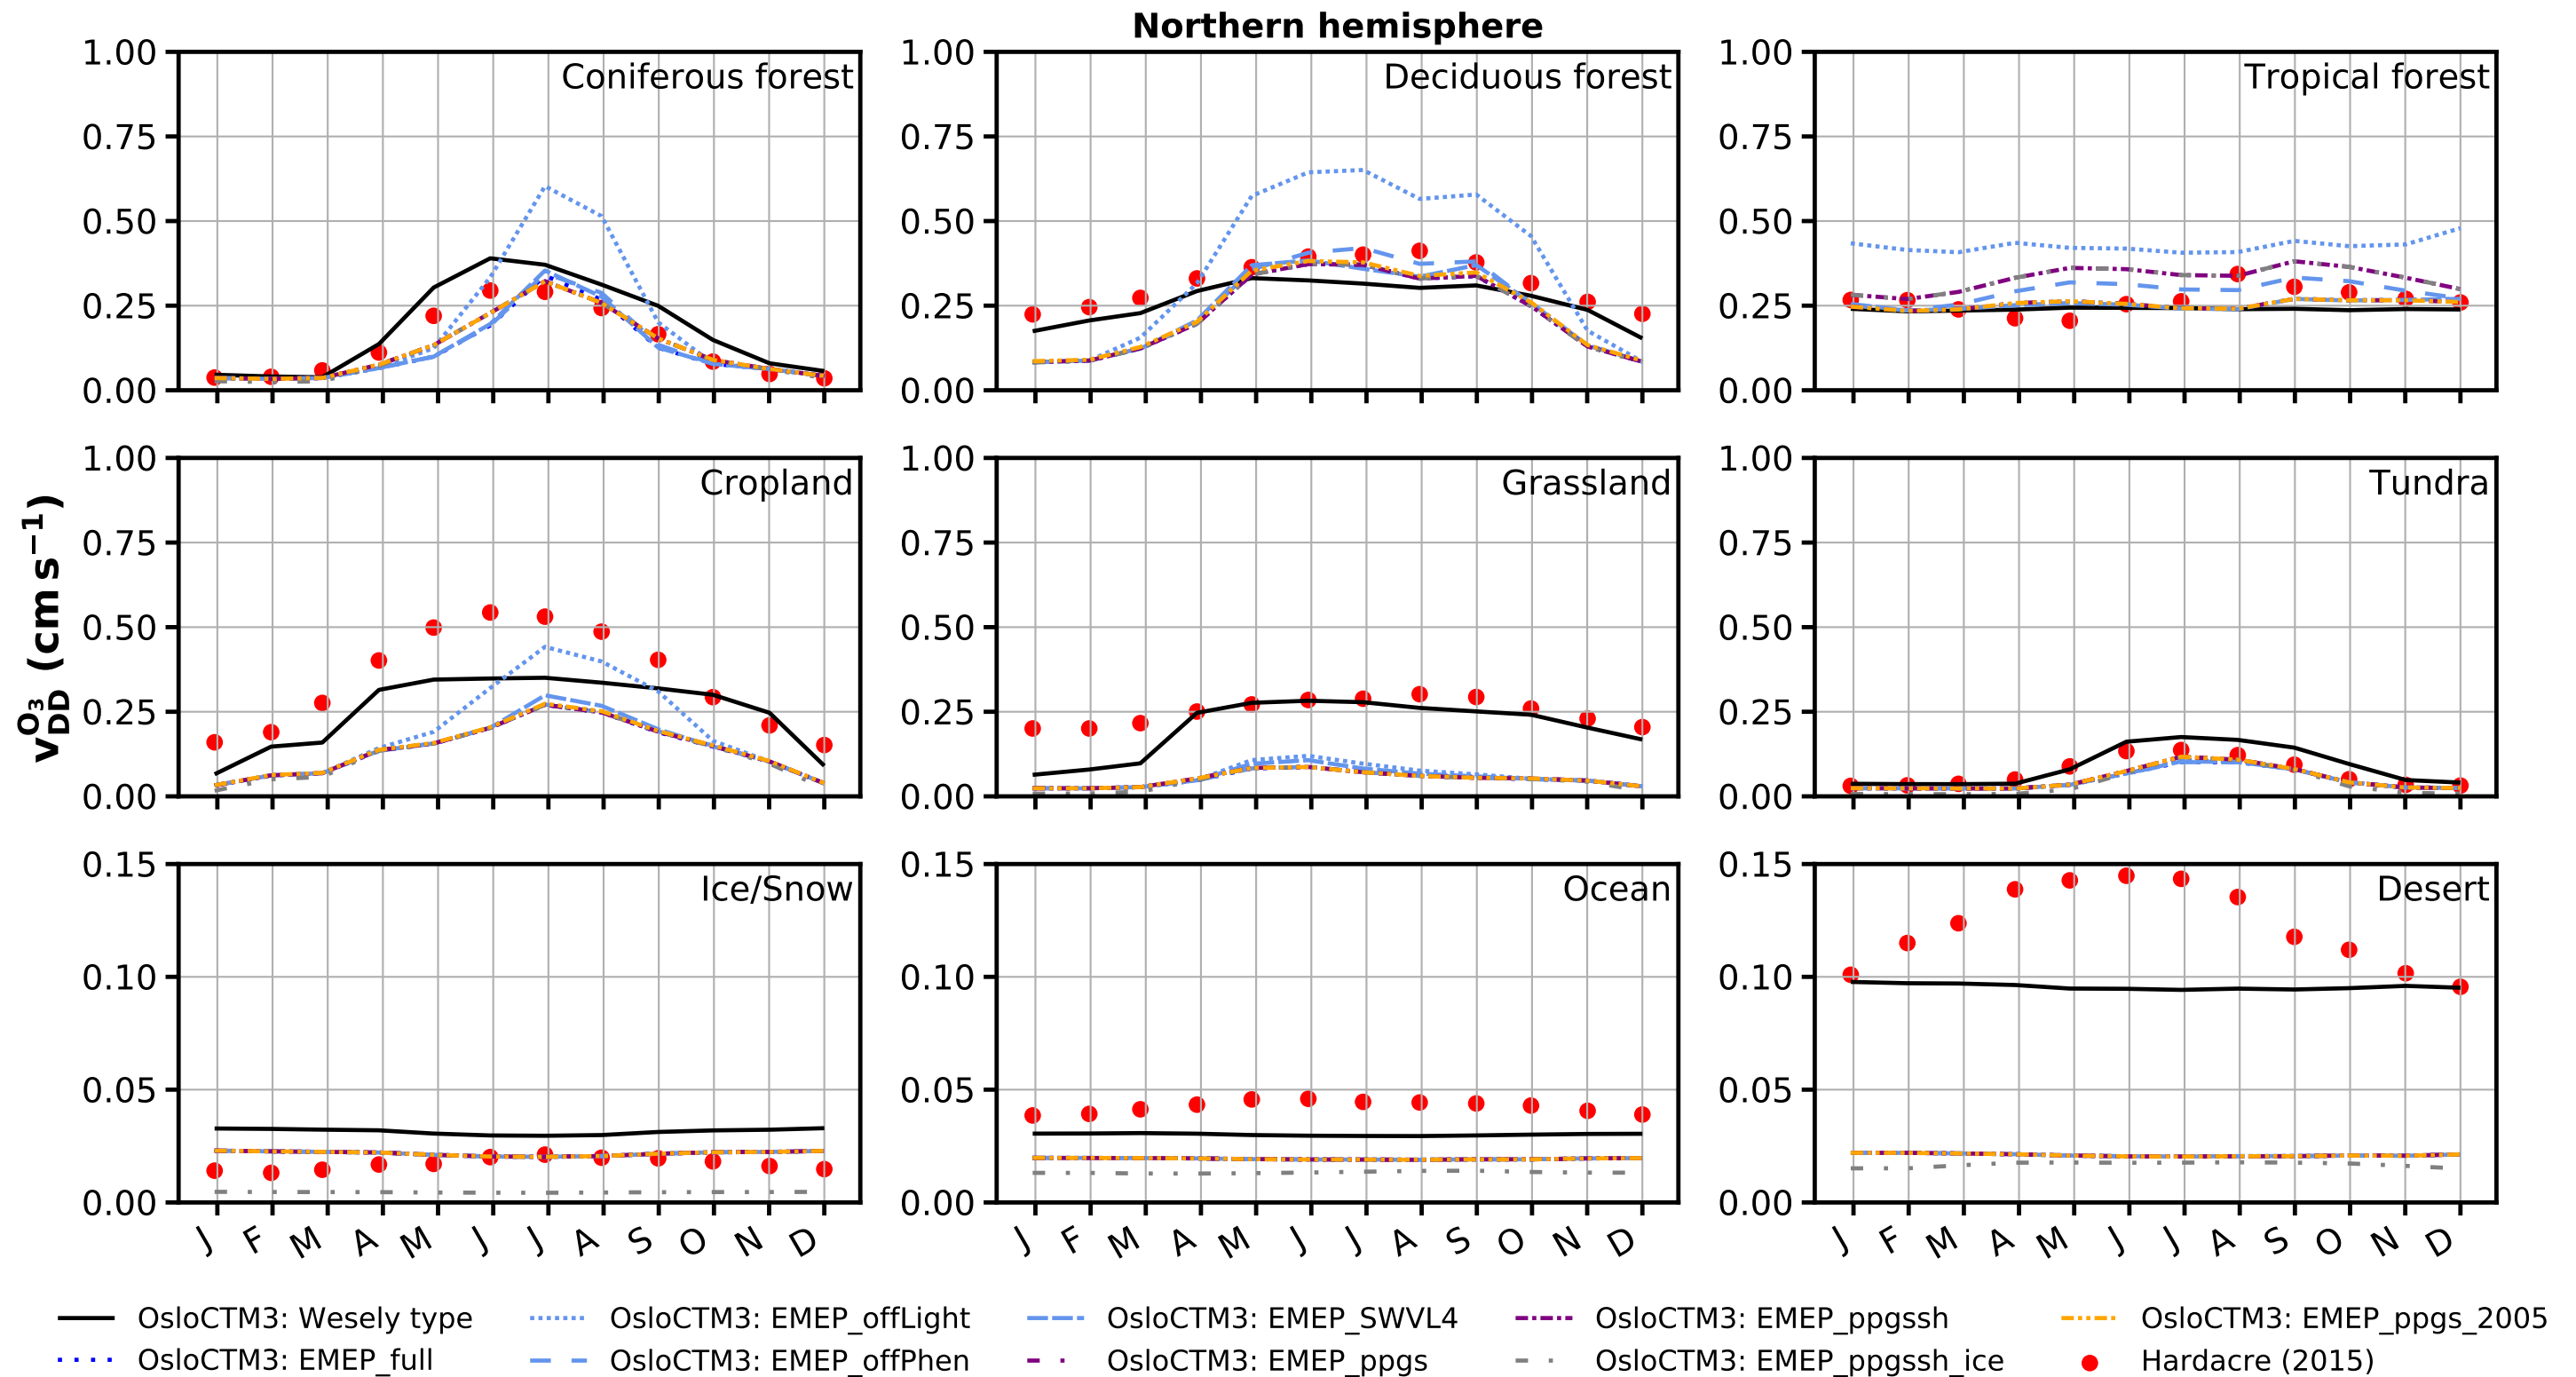 Northern hemisphere
Coniferous forest
1.00
0.75
0.50
0.25
0.00
Deciduous forest
1.00
0.75
0.50
0.25
0.00
Tropical forest
1.00
0.75
0.50
0.25
0.00
v_DD^O3 (cm s−1)
Cropland
1.00
0.75
0.50
0.25
0.00
Grassland
1.00
0.75
0.50
0.25
0.00
Tundra
1.00
0.75
0.50
0.25
0.00
Ice/Snow
0.15
0.10
0.05
0.00
J F M A M J J A S O N D
Ocean
0.15
0.10
0.05
0.00
J F M A M J J A S O N D
Desert
0.15
0.10
0.05
0.00
J F M A M J J A S O N D
OsloCTM3: Wesely type
OsloCTM3: EMEP_full
OsloCTM3: EMEP_offLight
OsloCTM3: EMEP_offPhen
OsloCTM3: EMEP_SWVL4
OsloCTM3: EMEP_ppgs
OsloCTM3: EMEP_ppgssh
OsloCTM3: EMEP_ppgssh_ice
OsloCTM3: EMEP_ppgs_2005
Hardacre (2015)